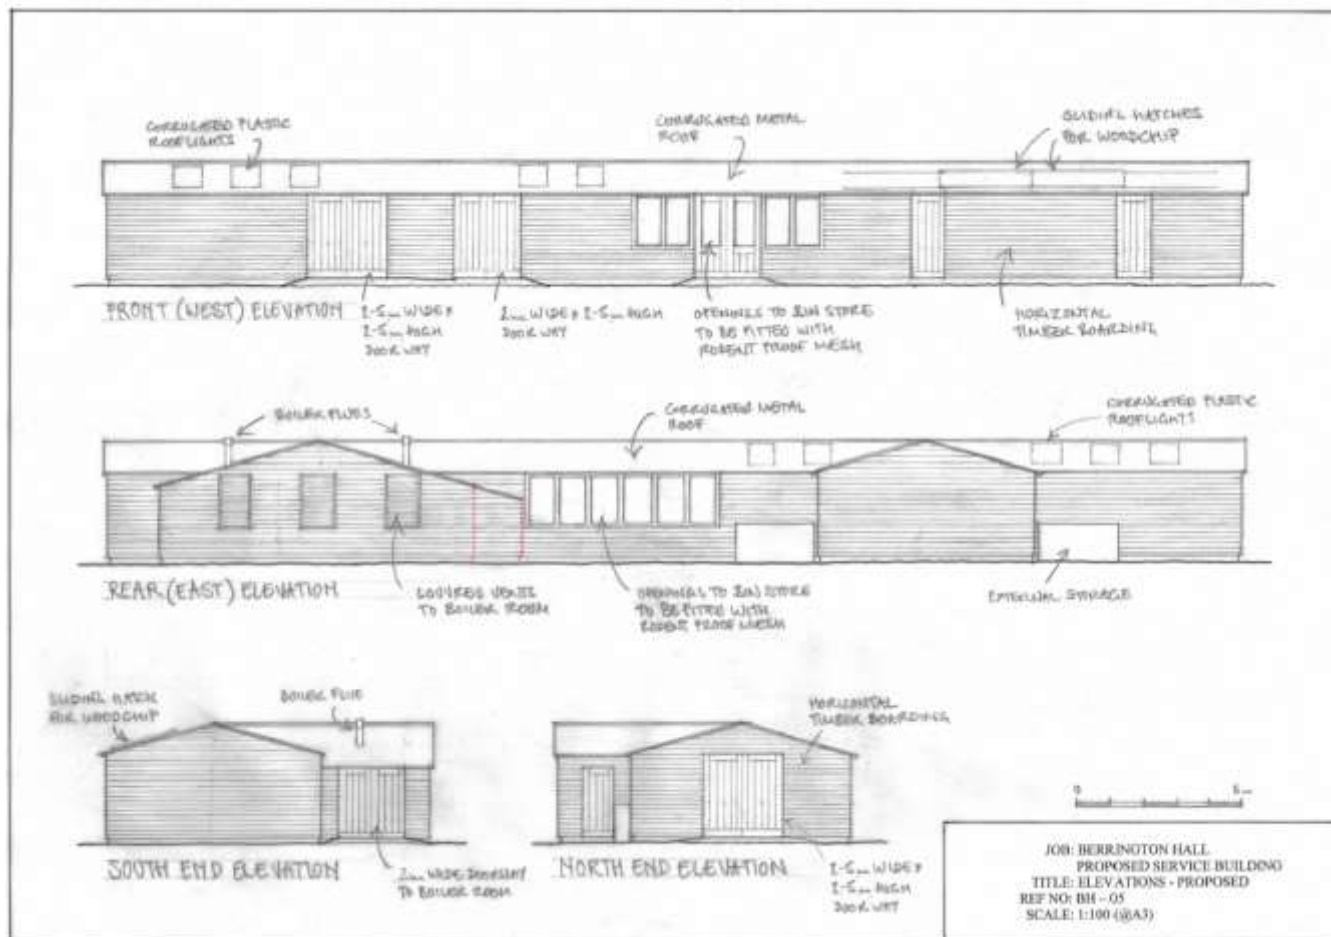 CORRUGATED PLASTIC
ROOFLIGHTS
CORRUGATED METAL
ROOF
SLIDING HATCHES
FOR WOODCHIP
FRONT (WEST) ELEVATION
2-5m WIDE x
2-5m HIGH
DOOR WAY
2m WIDE x 2-5m HIGH
DOOR WAY
OPENINGS TO BIN STORE
TO BE FITTED WITH
RODENT PROOF MESH
HORIZONTAL
TIMBER BOARDING
BOILER FLUES
CORRUGATED METAL
ROOF
CORRUGATED PLASTIC
ROOFLIGHTS
REAR (EAST) ELEVATION
LOUVRED VENTS
TO BOILER ROOM
OPENINGS TO BIN STORE
TO BE FITTED WITH
RODENT PROOF MESH
EXTERNAL STORAGE
SLIDING HATCH
FOR WOODCHIP
BOILER FLUE
HORIZONTAL
TIMBER BOARDING
SOUTH END ELEVATION
2m WIDE DOORWAY
TO BOILER ROOM
NORTH END ELEVATION
2-5m WIDE x
2-5m HIGH
DOOR WAY
0 5m
JOB: BERRINGTON HALL
PROPOSED SERVICE BUILDING
TITLE: ELEVATIONS - PROPOSED
REF NO: BH – 05
SCALE: 1:100 (@A3)